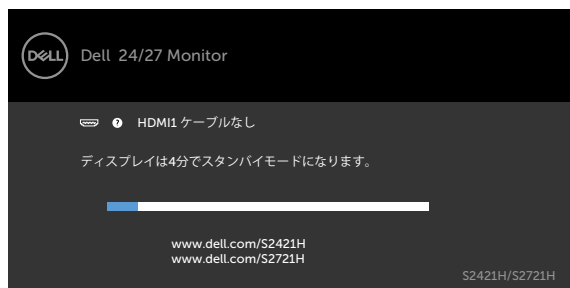 DELL
Dell 24/27 Monitor
? HDMI1 ケーブルなし
ディスプレイは4分でスタンバイモードになります。
www.dell.com/S2421H
www.dell.com/S2721H
S2421H/S2721H